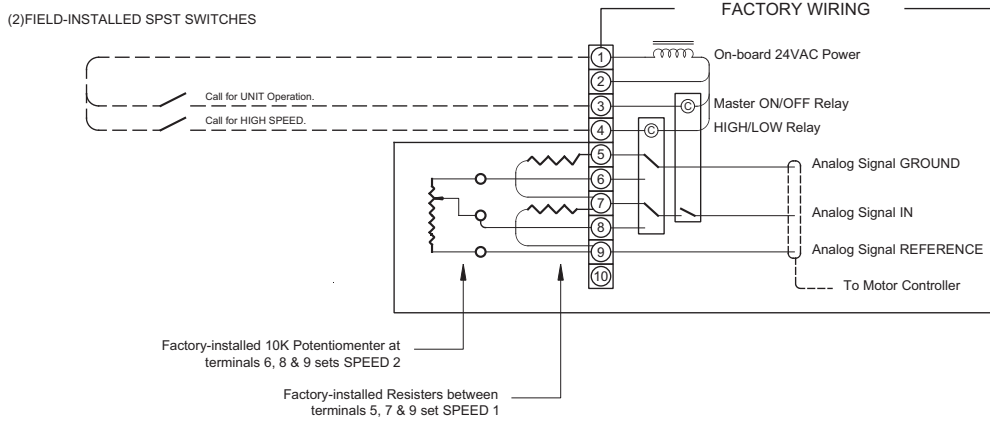 (2)FIELD-INSTALLED SPST SWITCHES
FACTORY WIRING
1
On-board 24VAC Power
2
Call for UNIT Operation.
3
C
Master ON/OFF Relay
Call for HIGH SPEED.
4
C
HIGH/LOW Relay
5
Analog Signal GROUND
6
7
Analog Signal IN
8
9
Analog Signal REFERENCE
10
To Motor Controller
Factory-installed 10K Potentiomenter at
terminals 6, 8 & 9 sets SPEED 2
Factory-installed Resisters between
terminals 5, 7 & 9 set SPEED 1